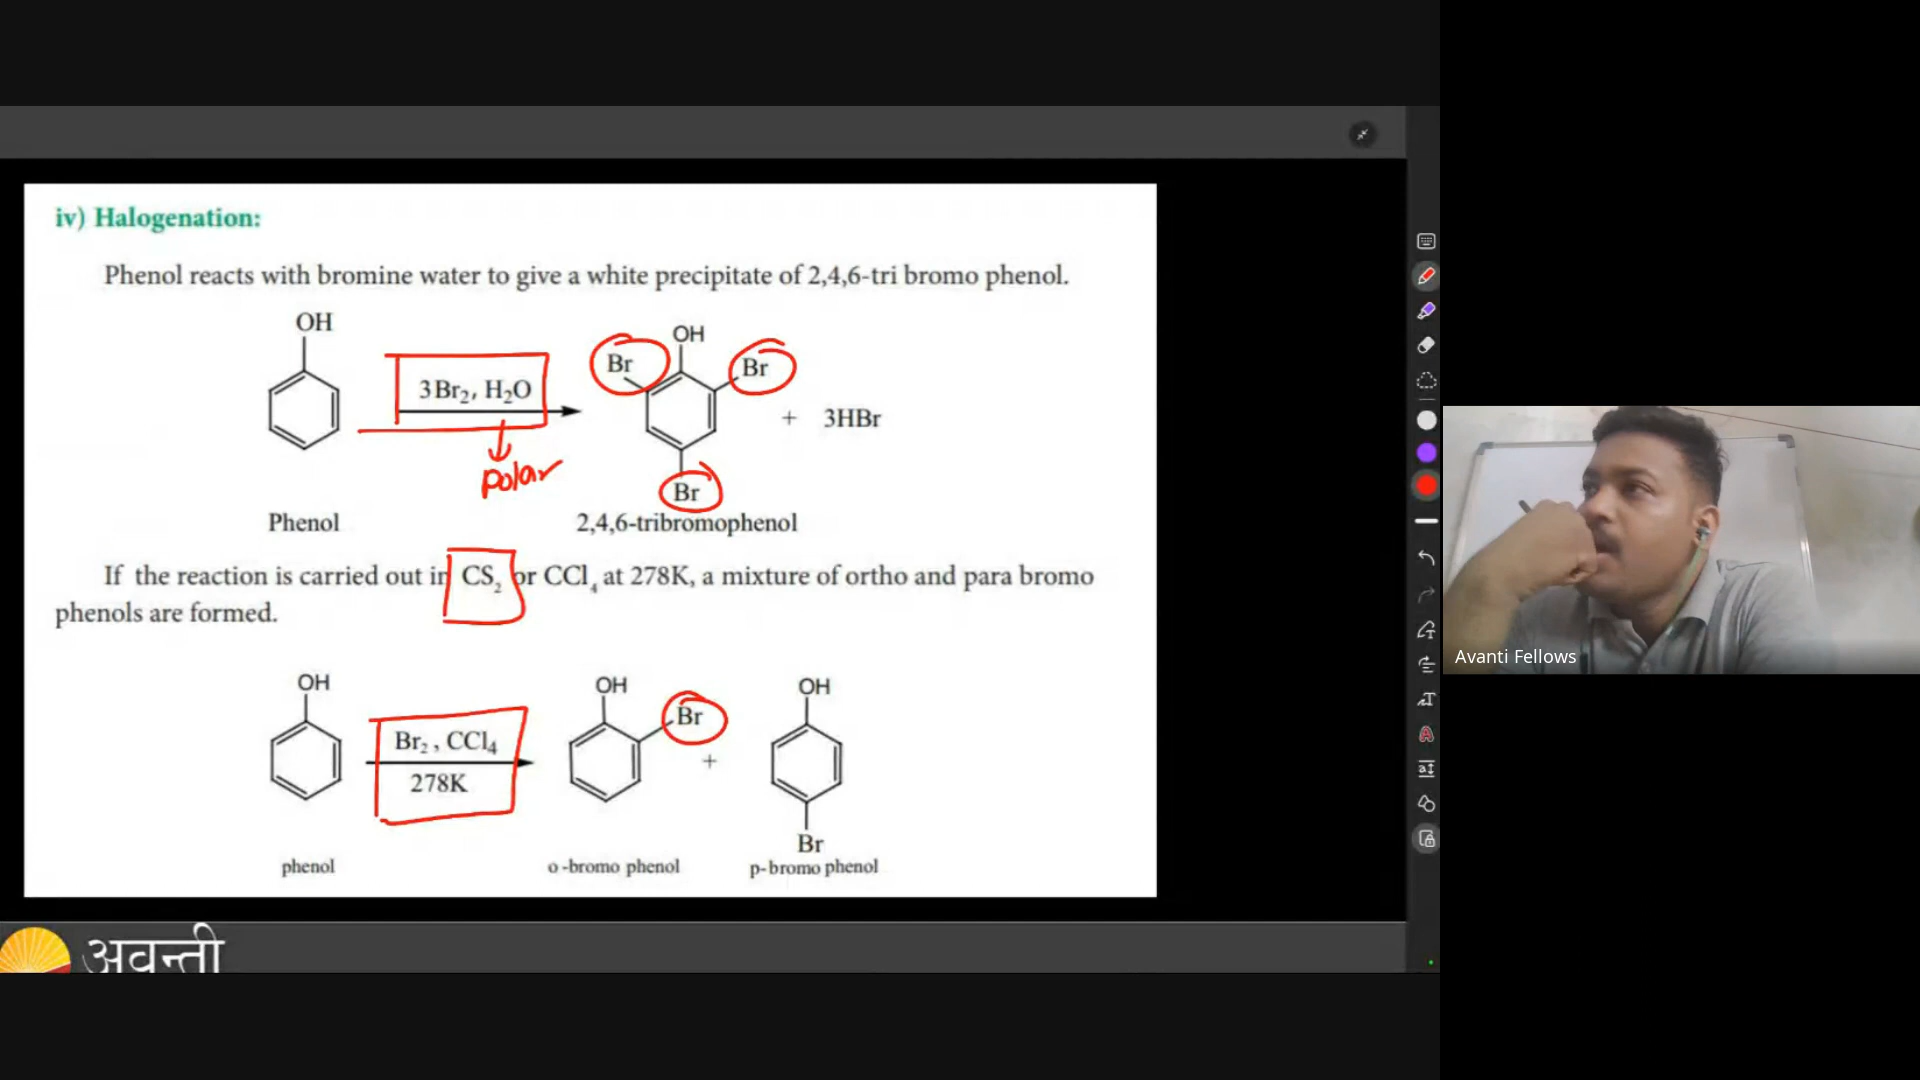 iv) Halogenation:
Phenol reacts with bromine water to give a white precipitate of 2,4,6-tri bromo phenol.
OH
3Br₂, H₂O
polar
OH
Br
Br
Br
+ 3HBr
Phenol
2,4,6-tribromophenol
If the reaction is carried out in CS₂ or CCl₄ at 278K, a mixture of ortho and para bromo
phenols are formed.
OH
Br₂, CCl₄
278K
OH
Br
+
OH
Br
phenol
o-bromo phenol
p-bromo phenol
Avanti Fellows
अवन्ती